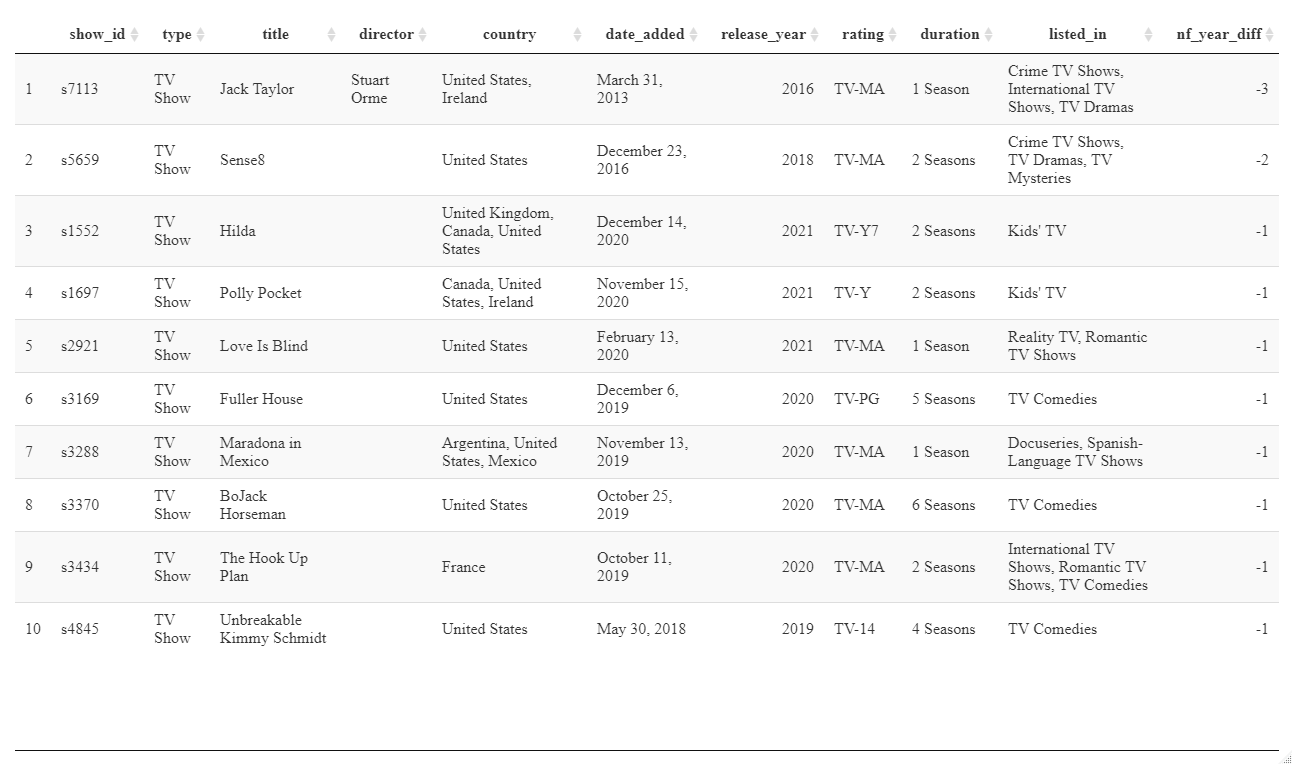 show_id type title director country date_added release_year rating duration listed_in nf_year_diff
1 s7113 TV Show Jack Taylor Stuart Orme United States, Ireland March 31, 2013 2016 TV-MA 1 Season Crime TV Shows, International TV Shows, TV Dramas -3
2 s5659 TV Show Sense8 United States December 23, 2016 2018 TV-MA 2 Seasons Crime TV Shows, TV Dramas, TV Mysteries -2
3 s1552 TV Show Hilda United Kingdom, Canada, United States December 14, 2020 2021 TV-Y7 2 Seasons Kids' TV -1
4 s1697 TV Show Polly Pocket Canada, United States, Ireland November 15, 2020 2021 TV-Y 2 Seasons Kids' TV -1
5 s2921 TV Show Love Is Blind United States February 13, 2020 2021 TV-MA 1 Season Reality TV, Romantic TV Shows -1
6 s3169 TV Show Fuller House United States December 6, 2019 2020 TV-PG 5 Seasons TV Comedies -1
7 s3288 TV Show Maradona in Mexico Argentina, United States, Mexico November 13, 2019 2020 TV-MA 1 Season Docuseries, Spanish-Language TV Shows -1
8 s3370 TV Show BoJack Horseman United States October 25, 2019 2020 TV-MA 6 Seasons TV Comedies -1
9 s3434 TV Show The Hook Up Plan France October 11, 2019 2020 TV-MA 2 Seasons International TV Shows, Romantic TV Shows, TV Comedies -1
10 s4845 TV Show Unbreakable Kimmy Schmidt United States May 30, 2018 2019 TV-14 4 Seasons TV Comedies -1